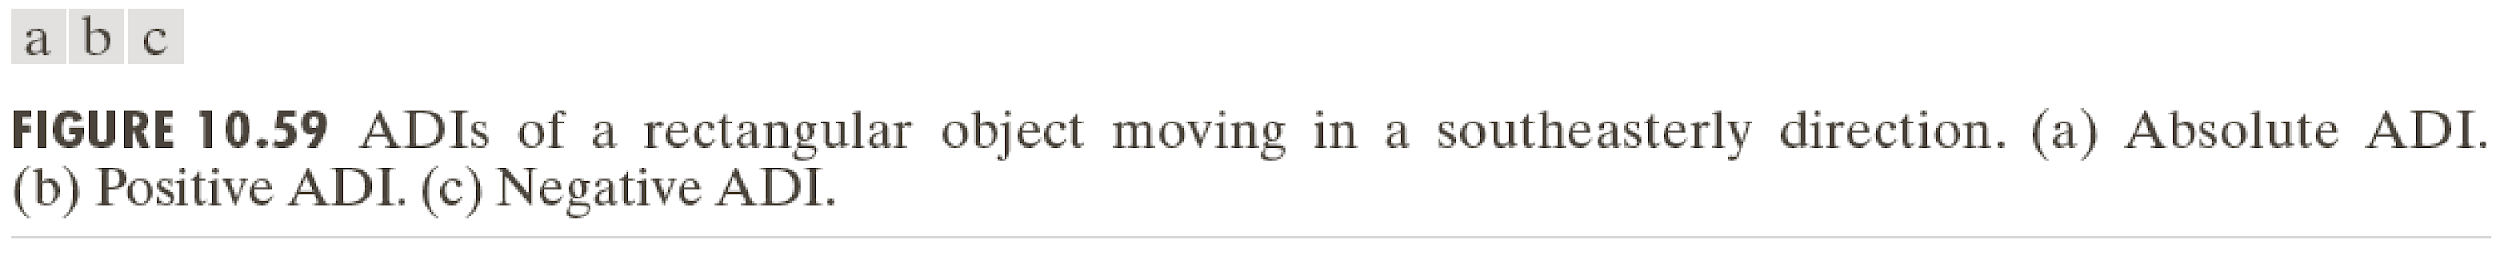 a b c
FIGURE 10.59 ADIs of a rectangular object moving in a southeasterly direction. (a) Absolute ADI.
(b) Positive ADI. (c) Negative ADI.